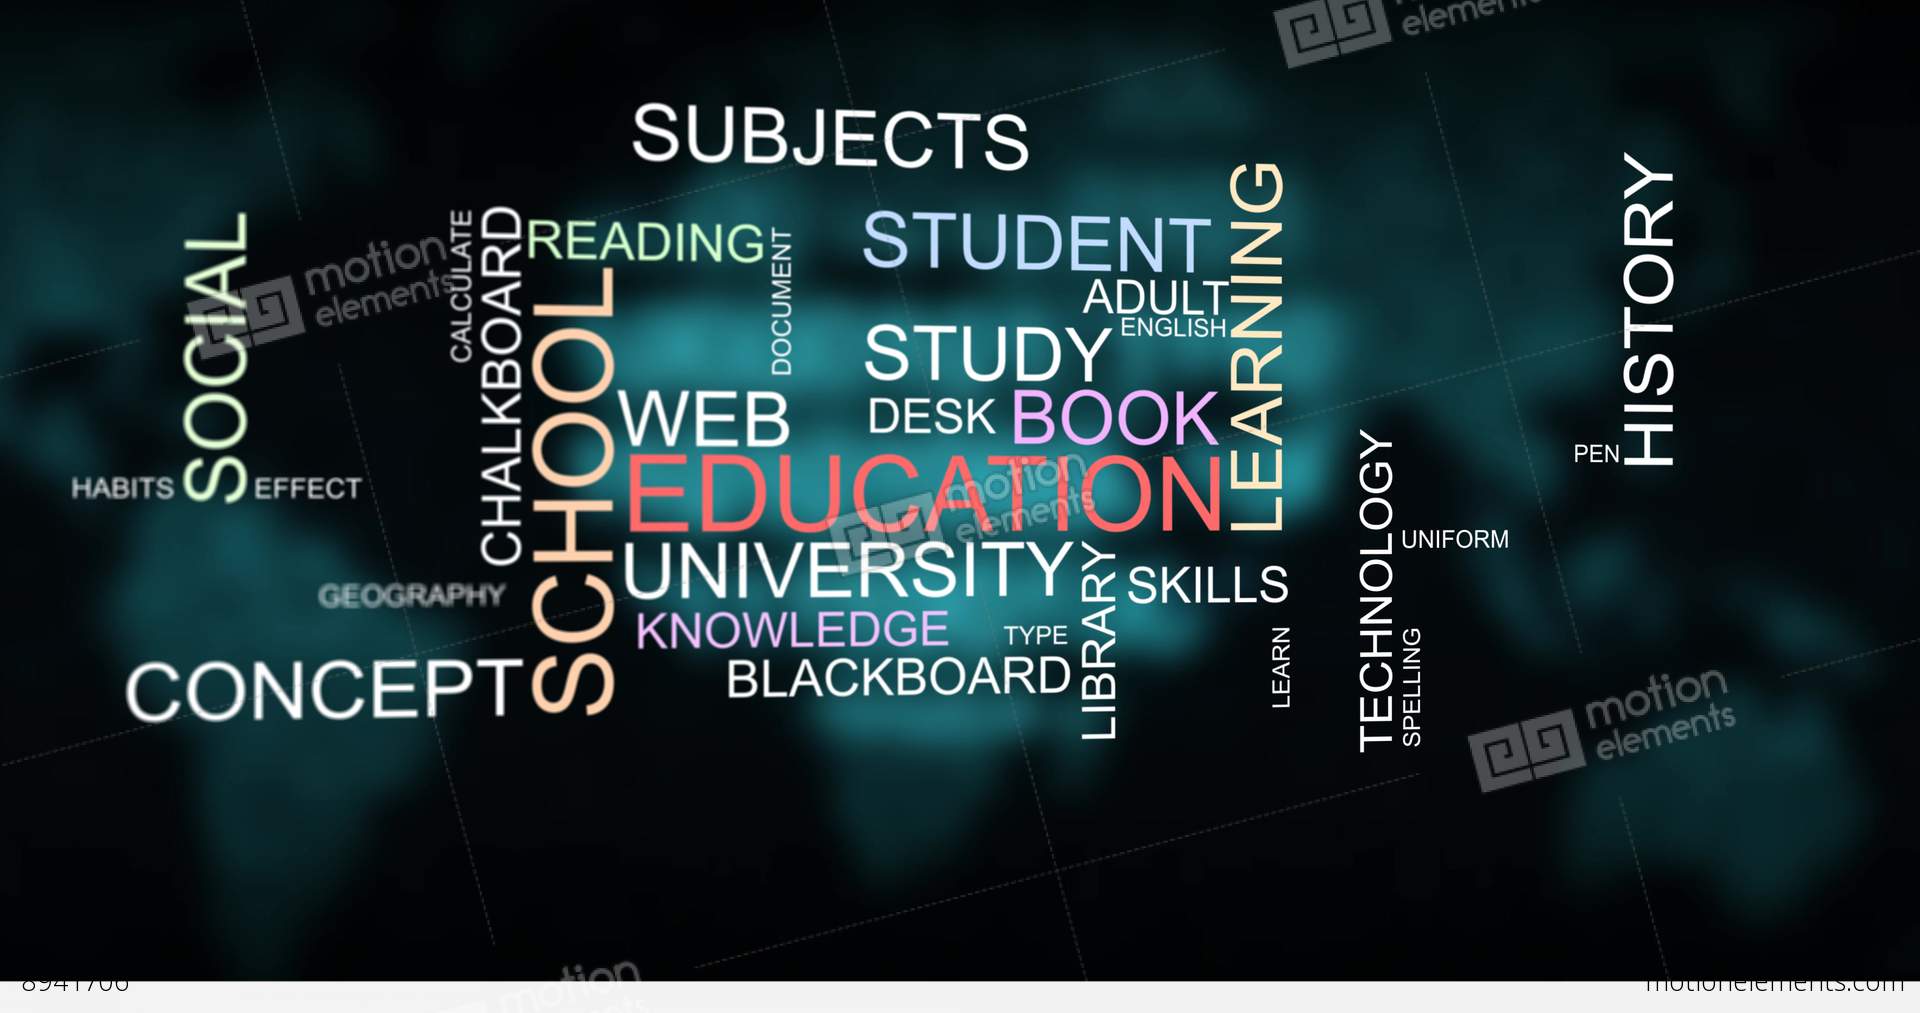 motion elements
SUBJECTS
SOCIAL
CALCULATE
CHALKBOARD
READING
DOCUMENT
STUDENT
LEARNING
HISTORY
motion
elements
ADULT
ENGLISH
SCHOOL
STUDY
WEB
DESK
BOOK
PEN
HABITS
EFFECT
EDUCATION
motion
elements
TECHNOLOGY
UNIFORM
UNIVERSITY
LIBRARY
SKILLS
GEOGRAPHY
KNOWLEDGE
TYPE
LEARN
SPELLING
CONCEPT
BLACKBOARD
motion
elements
motion
elements
8941706
motionelements.com